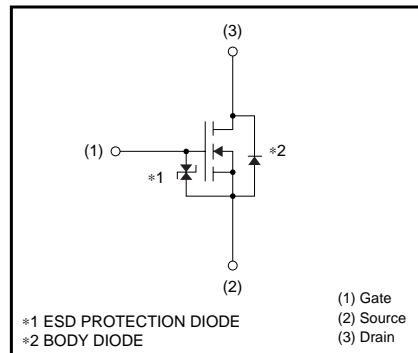 (3)
(1)
∗2
∗1
(2)
∗1 ESD PROTECTION DIODE
∗2 BODY DIODE
(1) Gate
(2) Source
(3) Drain